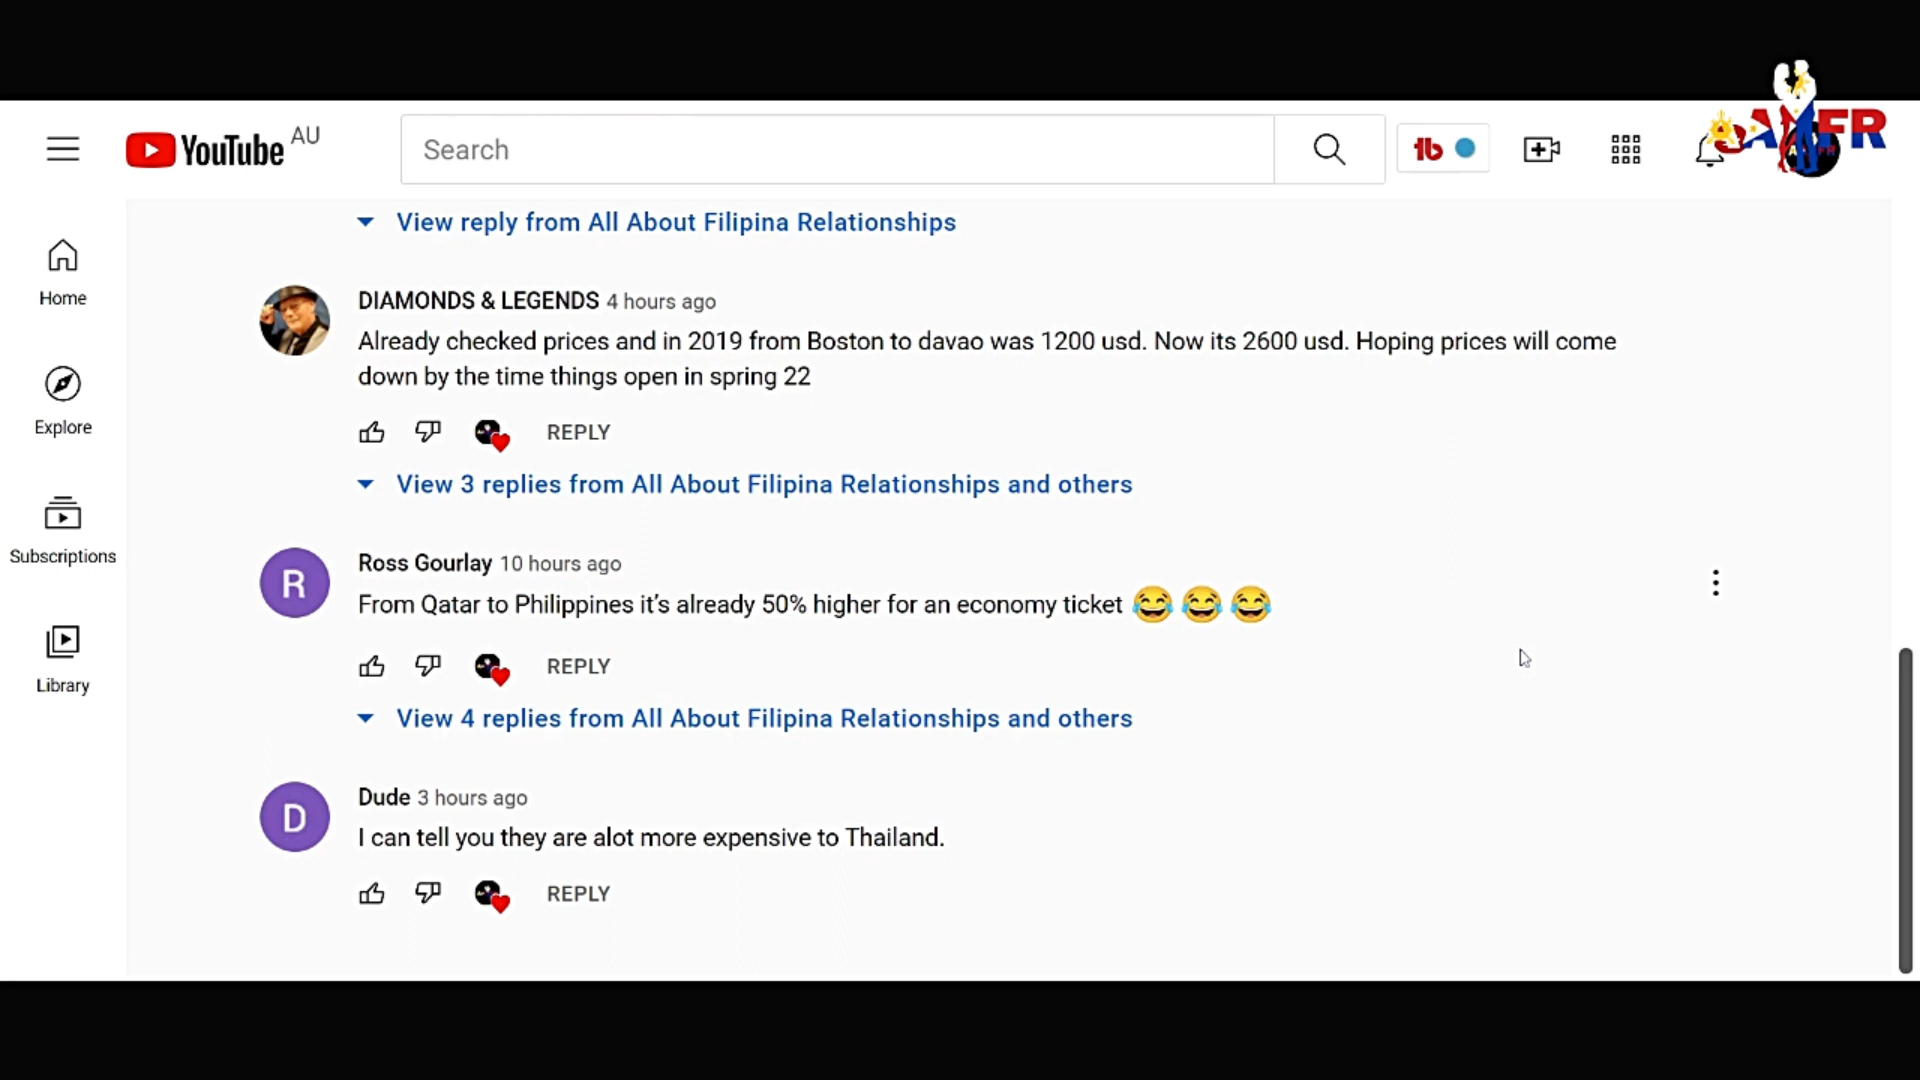 YouTube AU
Search
AAFR
View reply from All About Filipina Relationships
Home
DIAMONDS & LEGENDS 4 hours ago
Already checked prices and in 2019 from Boston to davao was 1200 usd. Now its 2600 usd. Hoping prices will come
down by the time things open in spring 22
Explore
REPLY
View 3 replies from All About Filipina Relationships and others
Subscriptions
R
Ross Gourlay 10 hours ago
From Qatar to Philippines it’s already 50% higher for an economy ticket 😂 😂 😂
Library
REPLY
View 4 replies from All About Filipina Relationships and others
D
Dude 3 hours ago
I can tell you they are alot more expensive to Thailand.
REPLY